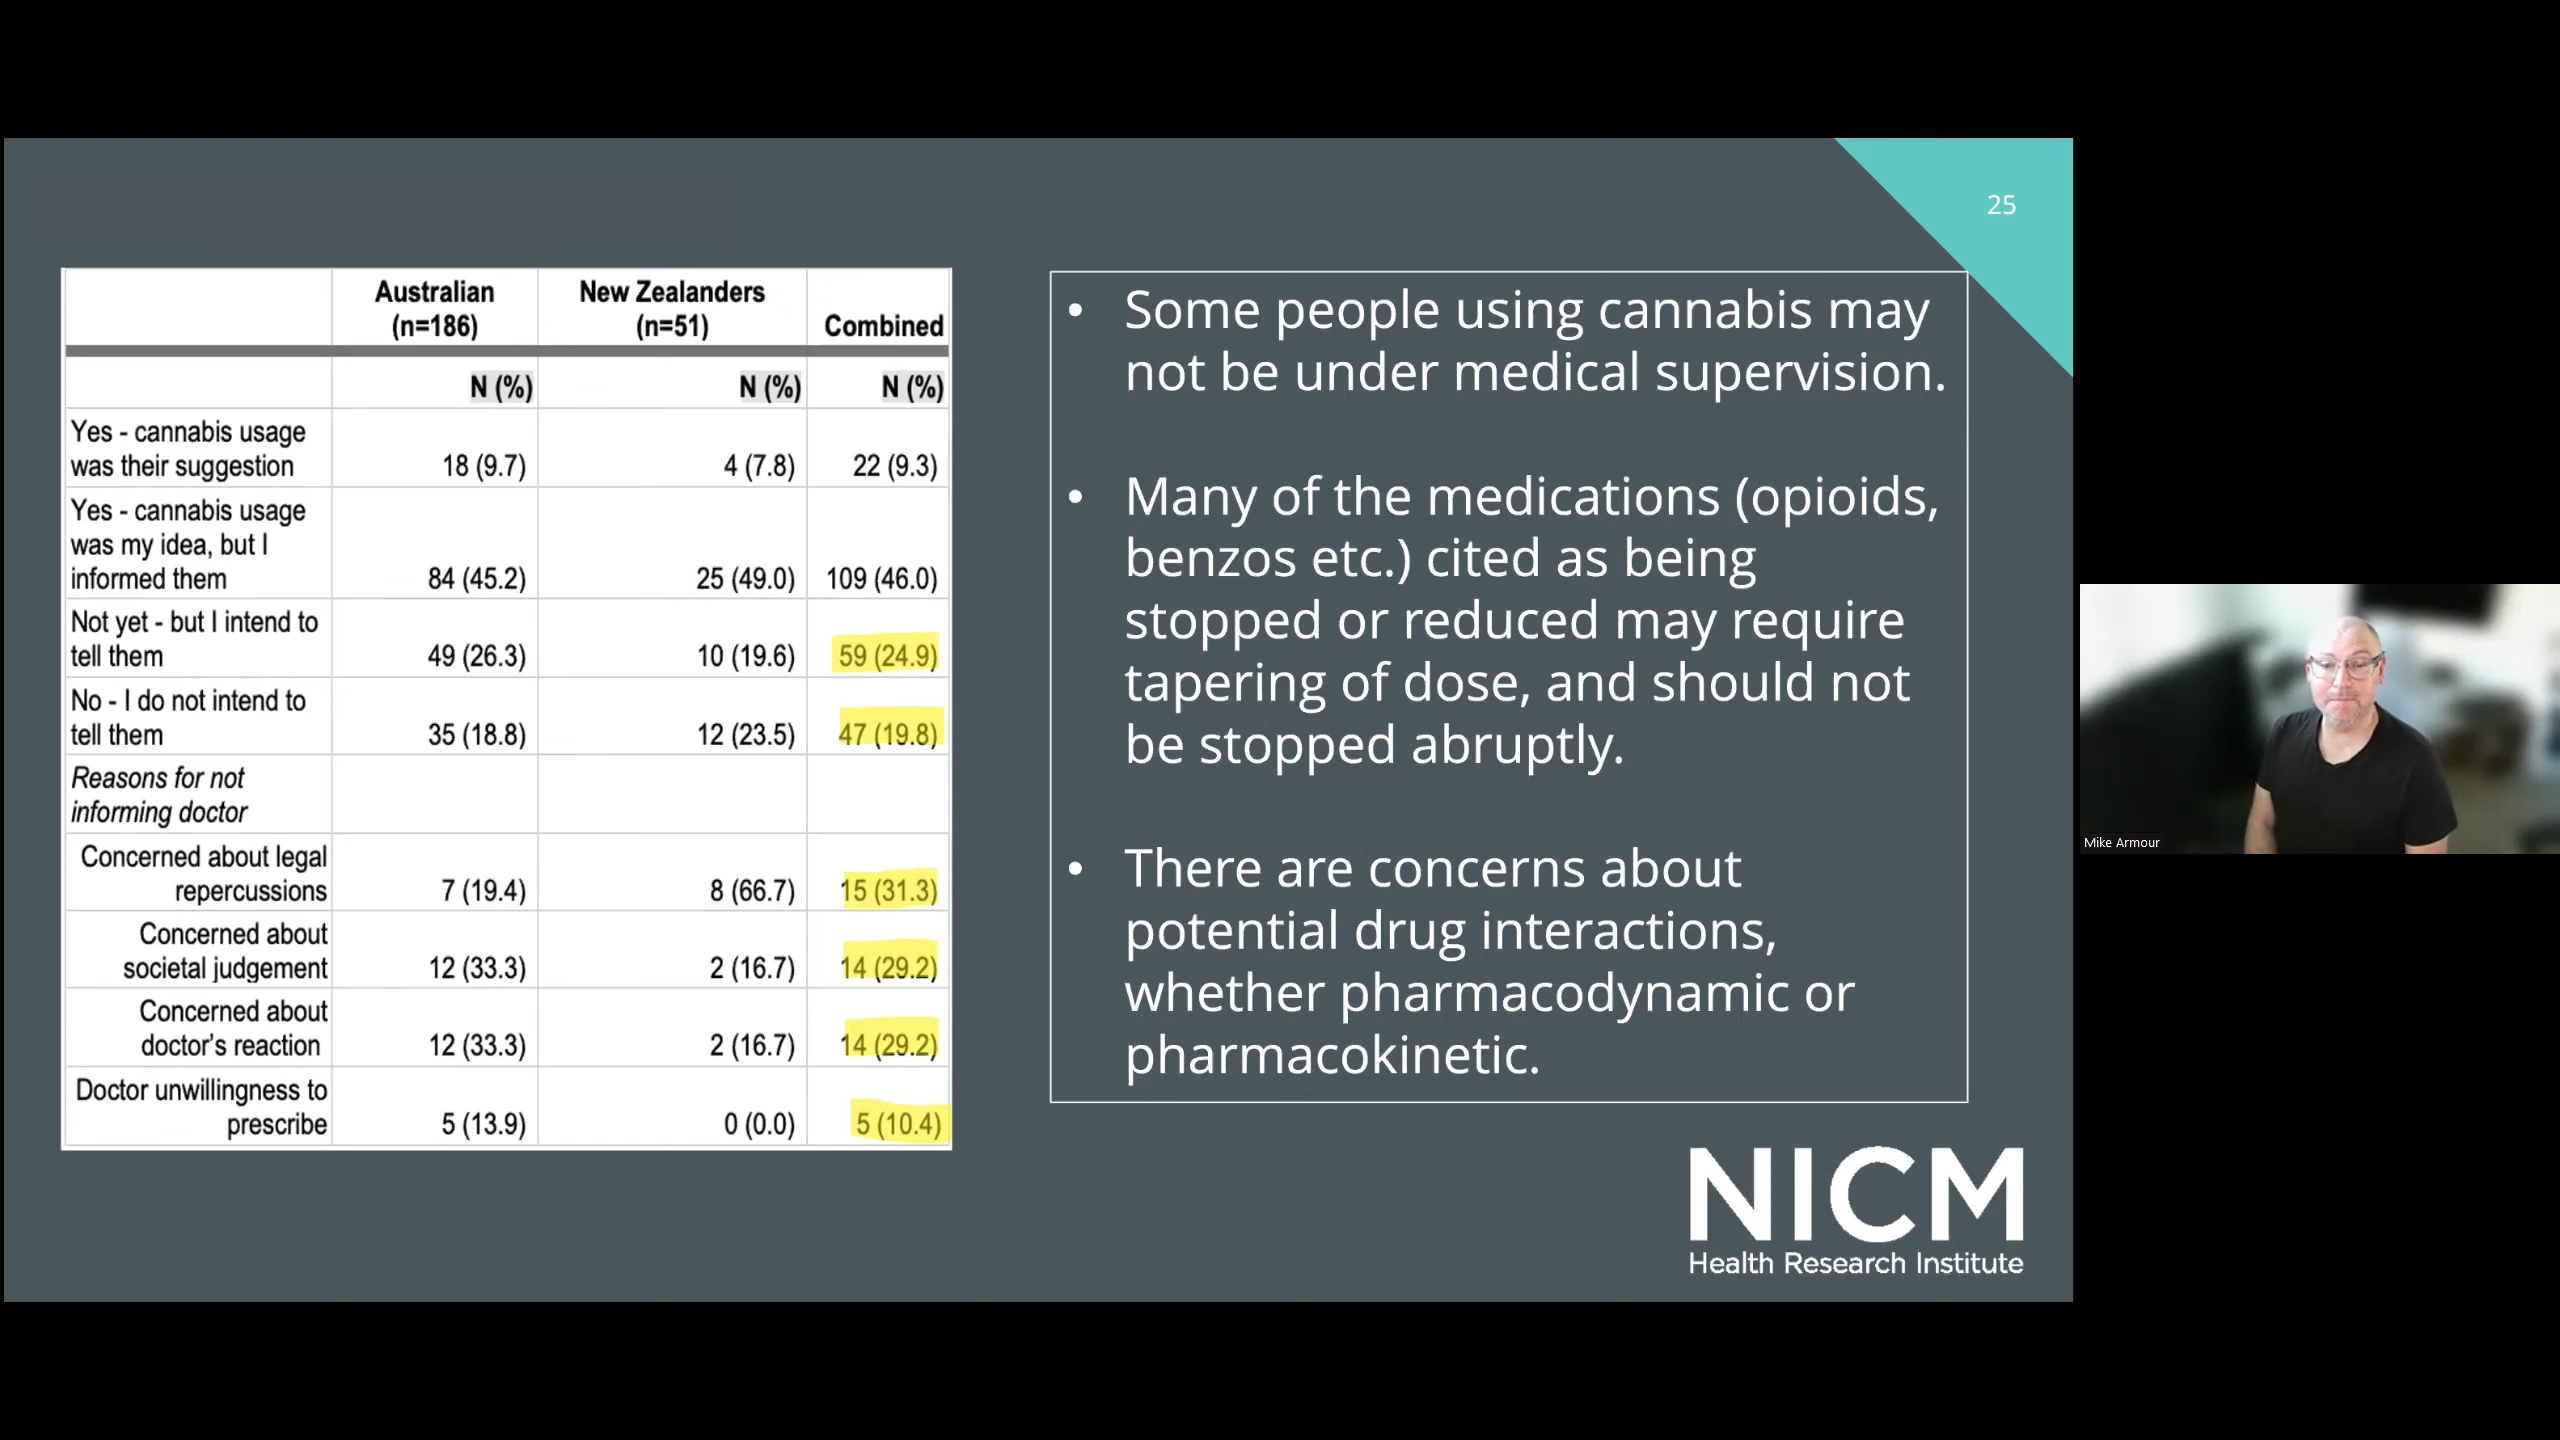 25
Australian
(n=186)
New Zealanders
(n=51)
Combined
N (%)
N (%)
N (%)
Yes - cannabis usage
was their suggestion
18 (9.7)
4 (7.8)
22 (9.3)
Yes - cannabis usage
was my idea, but I
informed them
84 (45.2)
25 (49.0)
109 (46.0)
Not yet - but I intend to
tell them
49 (26.3)
10 (19.6)
59 (24.9)
No - I do not intend to
tell them
35 (18.8)
12 (23.5)
47 (19.8)
Reasons for not
informing doctor
Concerned about legal
repercussions
7 (19.4)
8 (66.7)
15 (31.3)
Concerned about
societal judgement
12 (33.3)
2 (16.7)
14 (29.2)
Concerned about
doctor's reaction
12 (33.3)
2 (16.7)
14 (29.2)
Doctor unwillingness to
prescribe
5 (13.9)
0 (0.0)
5 (10.4)
• Some people using cannabis may
not be under medical supervision.
• Many of the medications (opioids,
benzos etc.) cited as being
stopped or reduced may require
tapering of dose, and should not
be stopped abruptly.
• There are concerns about
potential drug interactions,
whether pharmacodynamic or
pharmacokinetic.
NICM
Health Research Institute
Mike Armour